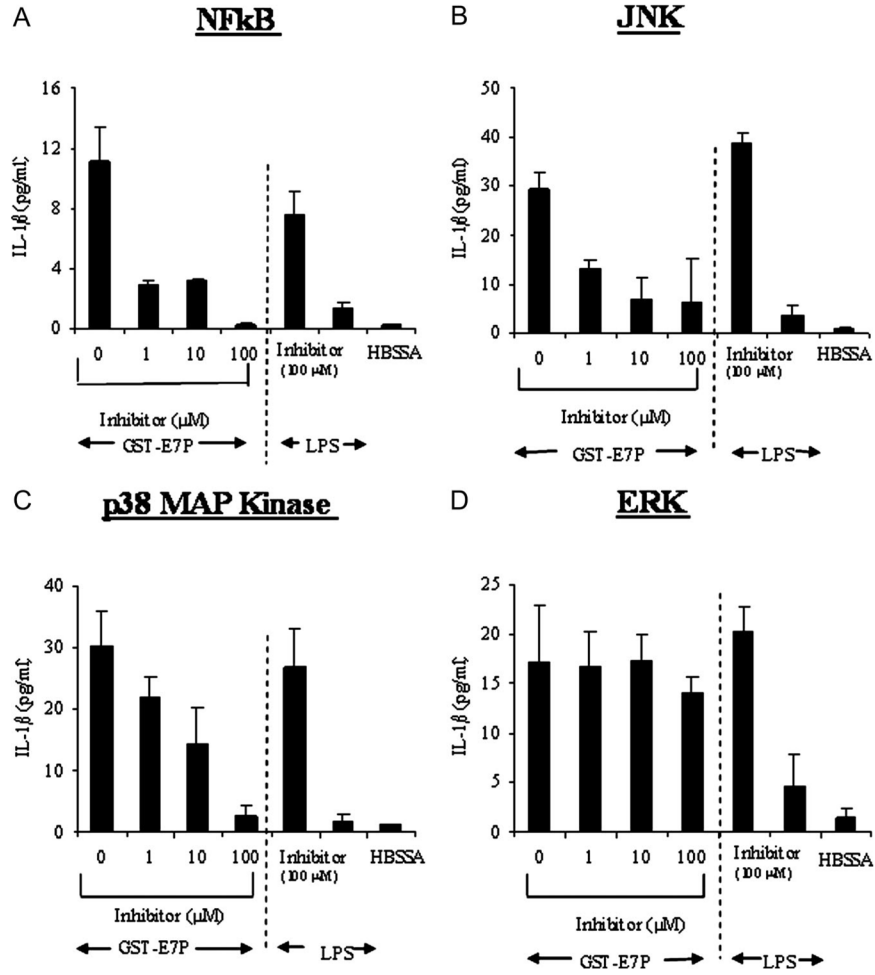 A
NFkB
16
12
8
4
0
IL-1β (pg/ml)
0 1 10 100 Inhibitor (100 μM) HBSSA
Inhibitor (μM)
GST-E7P LPS
B
JNK
50
40
30
20
10
0
IL-1β (pg/ml)
0 1 10 100 Inhibitor (100 μM) HBSSA
Inhibitor (μM)
GST-E7P LPS
C
p38 MAP Kinase
40
30
20
10
0
IL-1β (pg/ml)
0 1 10 100 Inhibitor (100 μM) HBSSA
Inhibitor (μM)
GST-E7P LPS
D
ERK
25
20
15
10
5
0
IL-1β (pg/ml)
0 1 10 100 Inhibitor (100 μM) HBSSA
Inhibitor (μM)
GST-E7P LPS